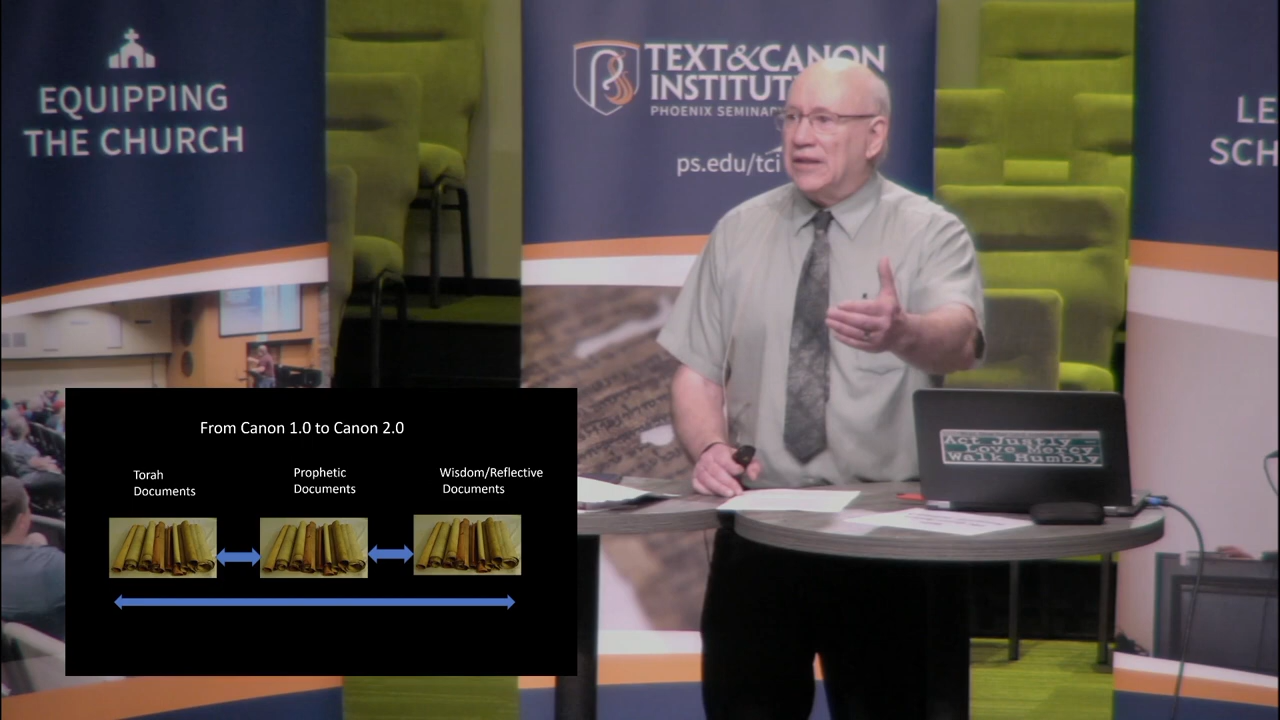 EQUIPPING
THE CHURCH
TEXT&CANON
INSTITUT
PHOENIX SEMINAR
ps.edu/tci
LE
SCH
From Canon 1.0 to Canon 2.0
Torah
Documents
Prophetic
Documents
Wisdom/Reflective
Documents
Act Justly
Love Mercy
Walk Humbly